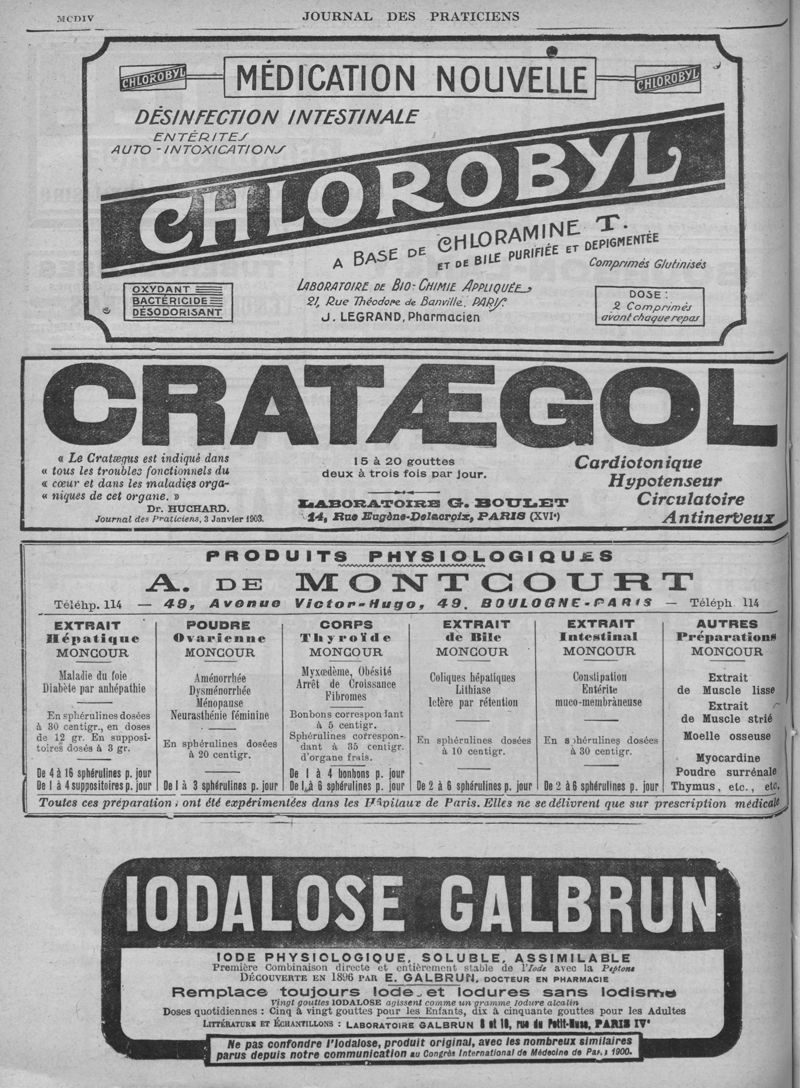 MCDIV
JOURNAL DES PRATICIENS
CHLOROBYL
MÉDICATION NOUVELLE
CHLOROBYL
DÉSINFECTION INTESTINALE
ENTÉRITES
AUTO-INTOXICATIONS
CHLOROBYL
A BASE DE CHLORAMINE T.
ET DE BILE PURIFIÉE ET DEPIGMENTÉE
Comprimés Glutinisés
OXYDANT
BACTÉRICIDE
DÉSODORISANT
LABORATOIRE DE BIO-CHIMIE APPLIQUÉE
21, Rue Théodore de Banville, PARIS
J. LEGRAND, Pharmacien
DOSE :
2 Comprimés
avant chaque repas
CRATÆGOL
« Le Cratægus est indiqué dans
« tous les troubles fonctionnels du
« cœur et dans les maladies orga-
« niques de cet organe. »
Dr. HUCHARD.
Journal des Praticiens, 3 Janvier 1903.
15 à 20 gouttes
deux à trois fois par jour.
LABORATOIRE G. BOULET
14, Rue Eugène-Delacroix, PARIS (XVIe)
Cardiotonique
Hypotenseur
Circulatoire
Antinerveux
PRODUITS PHYSIOLOGIQUES
A. DE MONTCOURT
Téléhp. 114 — 49, Avenue Victor-Hugo, 49. BOULOGNE-PARIS — Téléph 114
EXTRAIT
Hépatique
MONCOUR
Maladie du foie
Diabète par anhépathie
En sphérulines dosées
à 30 centigr., en doses
de 12 gr. En supposi-
toires dosés à 3 gr.
De 4 à 16 sphérulines p. jour
De 1 à 4 suppositoires p. jour
POUDRE
Ovarienne
MONCOUR
Aménorrhée
Dysménorrhée
Ménopause
Neurasthénie féminine
En sphérulines dosées
à 20 centigr.
De 1 à 3 sphérulines p. jour
CORPS
Thyroïde
MONCOUR
Myxœdème, Obésité
Arrêt de Croissance
Fibromes
Bonbons correspondant
à 5 centigr.
Sphérulines correspon-
dant à 35 centigr.
d'organe frais.
De 1 à 4 bonbons p. jour
De 1 à 6 sphérulines p. jour
EXTRAIT
de Bile
MONCOUR
Coliques hépatiques
Lithiase
Ictère par rétention
En sphérulines dosées
à 10 centigr.
De 2 à 6 sphérulines p. jour
EXTRAIT
Intestinal
MONCOUR
Constipation
Entérite
muco-membràneuse
En sphérulines dosées
à 30 centigr.
De 2 à 6 sphérulines p. jour
AUTRES
Préparations
MONCOUR
Extrait
de Muscle lisse
Extrait
de Muscle strié
Moelle osseuse
Myocardine
Poudre surrénale
Thymus, etc., etc.
Toutes ces préparations ont été expérimentées dans les Hôpitaux de Paris. Elles ne se délivrent que sur prescription médicale
IODALOSE GALBRUN
IODE PHYSIOLOGIQUE, SOLUBLE, ASSIMILABLE
Première Combinaison directe et entièrement stable de l'Iode avec la Peptone
DÉCOUVERTE EN 1896 PAR E. GALBRUN, DOCTEUR EN PHARMACIE
Remplace toujours Iode et Iodures sans Iodisme
Vingt gouttes IODALOSE agissent comme un gramme Iodure alcalin
Doses quotidiennes : Cinq à vingt gouttes pour les Enfants, dix à cinquante gouttes pour les Adultes
LITTÉRATURE ET ÉCHANTILLONS : LABORATOIRE GALBRUN 8 et 10, rue du Petit-Musc, PARIS IVe
Ne pas confondre l'Iodalose, produit original, avec les nombreux similaires
parus depuis notre communication au Congrès International de Médecine de Paris 1900.